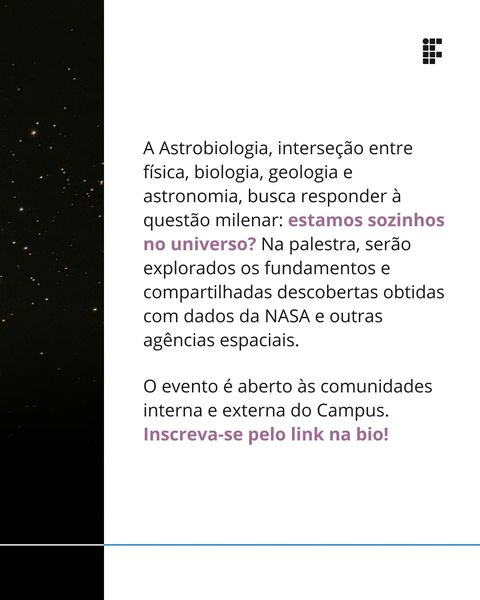 A Astrobiologia, interseção entre
física, biologia, geologia e
astronomia, busca responder à
questão milenar: estamos sozinhos
no universo? Na palestra, serão
explorados os fundamentos e
compartilhadas descobertas obtidas
com dados da NASA e outras
agências espaciais.
O evento é aberto às comunidades
interna e externa do Campus.
Inscreva-se pelo link na bio!